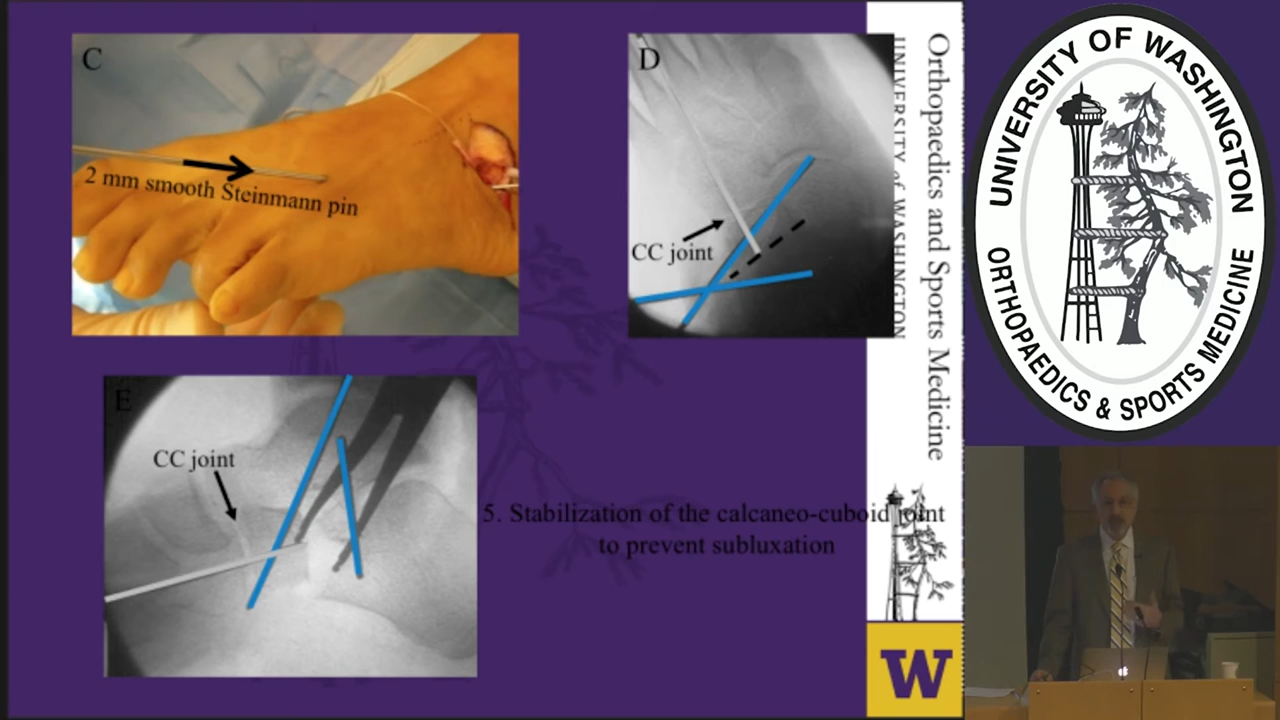 C
2 mm smooth Steinmann pin
D
CC joint
E
CC joint
5. Stabilization of the calcaneo-cuboid joint
to prevent subluxation
Orthopaedics and Sports Medicine
UNIVERSITY of WASHINGTON
W
UNIVERSITY OF WASHINGTON
ORTHOPAEDICS & SPORTS MEDICINE